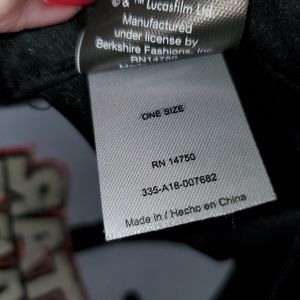 © & ™ Lucasfilm Ltd.
Manufactured
under license by
Berkshire Fashions, Inc.
RN14750
ONE SIZE
RN 14750
335-A18-007682
Made in / Hecho en China